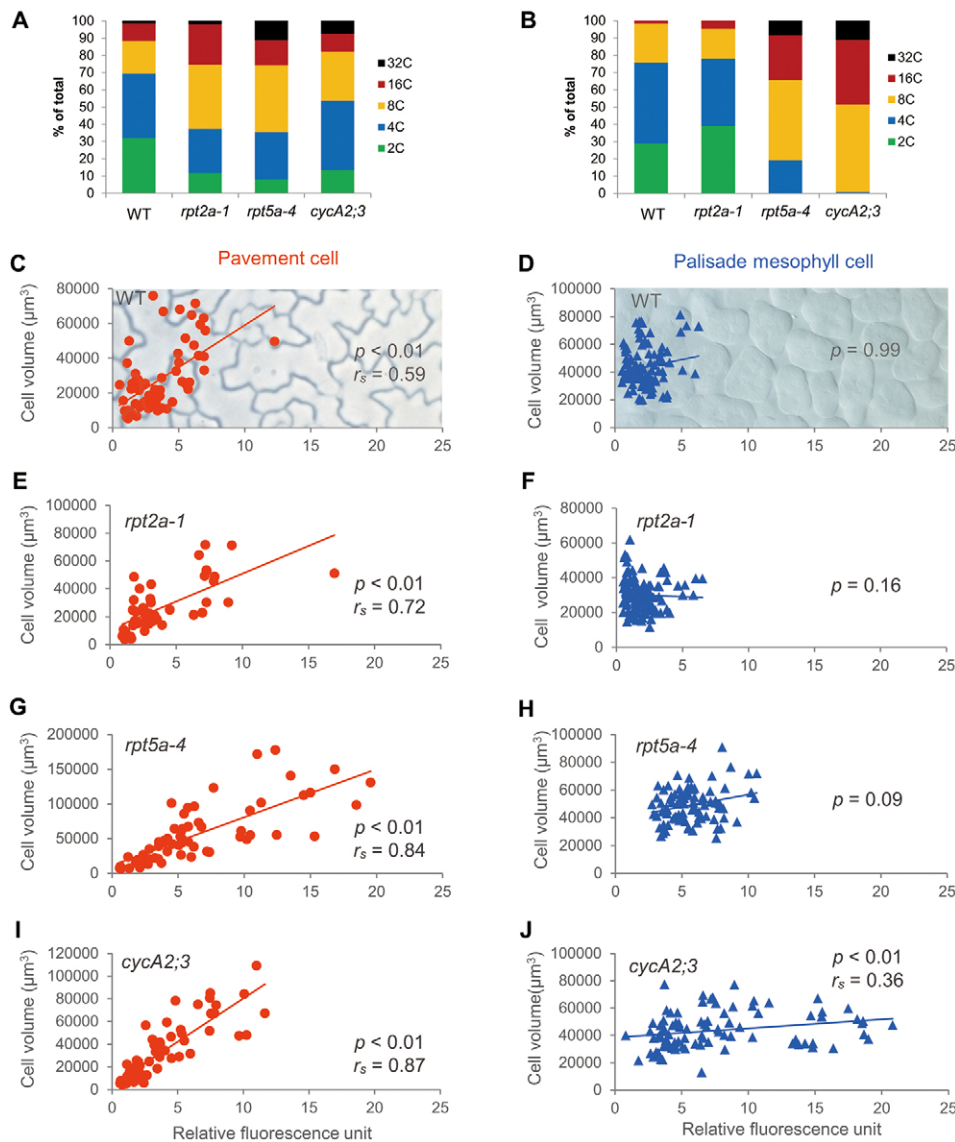 A
100
90
80
70
60
50
40
30
20
10
0
% of total
32C
16C
8C
4C
2C
WT rpt2a-1 rpt5a-4 cycA2;3
B
100
90
80
70
60
50
40
30
20
10
0
% of total
32C
16C
8C
4C
2C
WT rpt2a-1 rpt5a-4 cycA2;3
C
Pavement cell
80000
60000
40000
20000
0
Cell volume (µm³)
WT
p < 0.01
rs = 0.59
0 5 10 15 20 25
D
Palisade mesophyll cell
100000
80000
60000
40000
20000
0
Cell volume (µm³)
WT
p = 0.99
0 5 10 15 20 25
E
100000
80000
60000
40000
20000
0
Cell volume (µm³)
rpt2a-1
p < 0.01
rs = 0.72
0 5 10 15 20 25
F
80000
60000
40000
20000
0
Cell volume (µm³)
rpt2a-1
p = 0.16
0 5 10 15 20 25
G
200000
150000
100000
50000
0
Cell volume (µm³)
rpt5a-4
p < 0.01
rs = 0.84
0 5 10 15 20 25
H
100000
80000
60000
40000
20000
0
Cell volume (µm³)
rpt5a-4
p = 0.09
0 5 10 15 20 25
I
120000
100000
80000
60000
40000
20000
0
Cell volume (µm³)
cycA2;3
p < 0.01
rs = 0.87
0 5 10 15 20 25
Relative fluorescence unit
J
100000
80000
60000
40000
20000
0
Cell volume(µm³)
cycA2;3
p < 0.01
rs = 0.36
0 5 10 15 20 25
Relative fluorescence unit